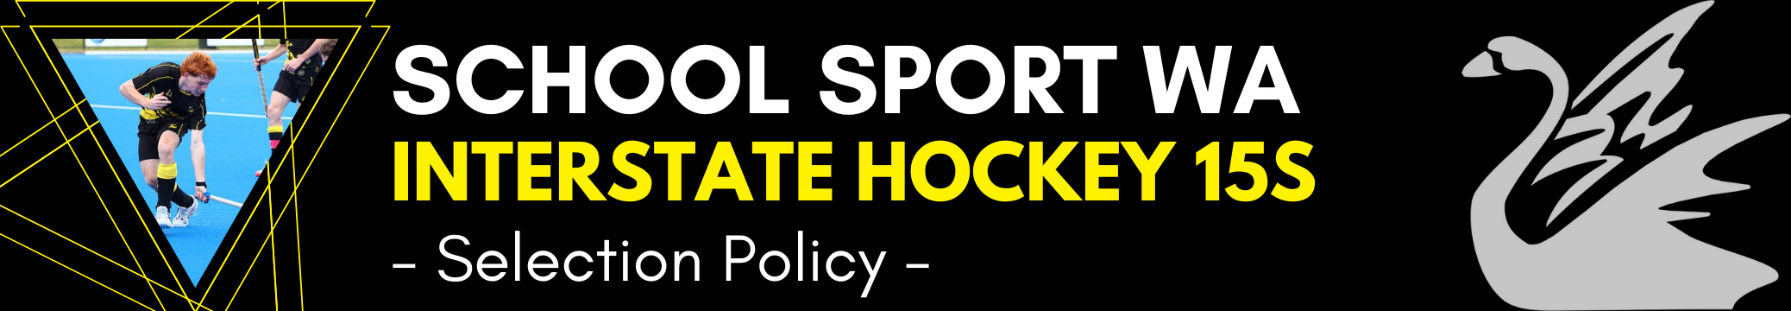 SCHOOL SPORT WA
INTERSTATE HOCKEY 15S
- Selection Policy -